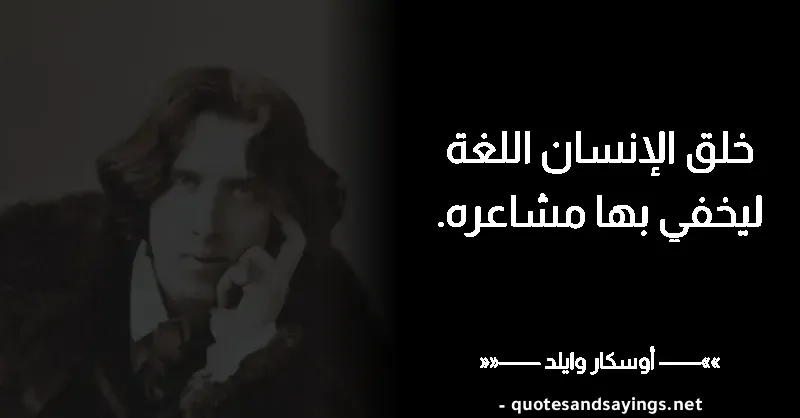 خلق الإنسان اللغة
ليخفي بها مشاعره.
»»—— أوسكار وايلد ——««
- quotesandsayings.net